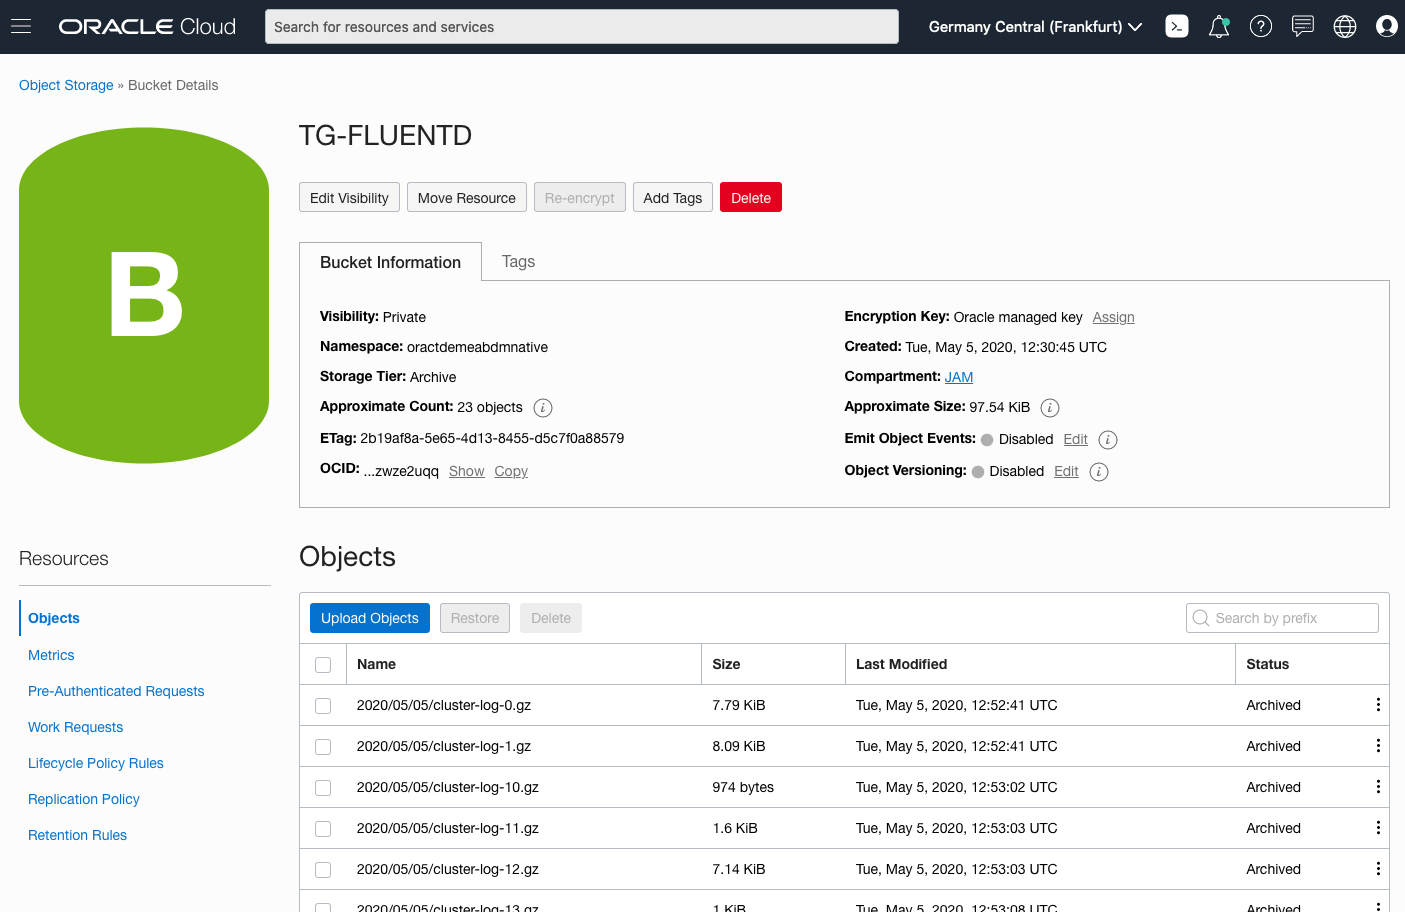 ORACLE Cloud
Search for resources and services
Germany Central (Frankfurt)
Object Storage » Bucket Details
B
TG-FLUENTD
Edit Visibility Move Resource Re-encrypt Add Tags Delete
Bucket Information Tags
Visibility: Private
Encryption Key: Oracle managed key Assign
Namespace: oractdemeabdmnative
Created: Tue, May 5, 2020, 12:30:45 UTC
Storage Tier: Archive
Compartment: JAM
Approximate Count: 23 objects i
Approximate Size: 97.54 KiB i
ETag: 2b19af8a-5e65-4d13-8455-d5c7f0a88579
Emit Object Events: Disabled Edit i
OCID: ...zwze2uqq Show Copy
Object Versioning: Disabled Edit i
Resources
Objects
Metrics
Pre-Authenticated Requests
Work Requests
Lifecycle Policy Rules
Replication Policy
Retention Rules
Objects
Upload Objects Restore Delete
Search by prefix
Name Size Last Modified Status
2020/05/05/cluster-log-0.gz 7.79 KiB Tue, May 5, 2020, 12:52:41 UTC Archived
2020/05/05/cluster-log-1.gz 8.09 KiB Tue, May 5, 2020, 12:52:41 UTC Archived
2020/05/05/cluster-log-10.gz 974 bytes Tue, May 5, 2020, 12:53:02 UTC Archived
2020/05/05/cluster-log-11.gz 1.6 KiB Tue, May 5, 2020, 12:53:03 UTC Archived
2020/05/05/cluster-log-12.gz 7.14 KiB Tue, May 5, 2020, 12:53:03 UTC Archived
2020/05/05/cluster-log-13.gz 1 KiB Tue, May 5, 2020, 12:53:08 UTC Archived